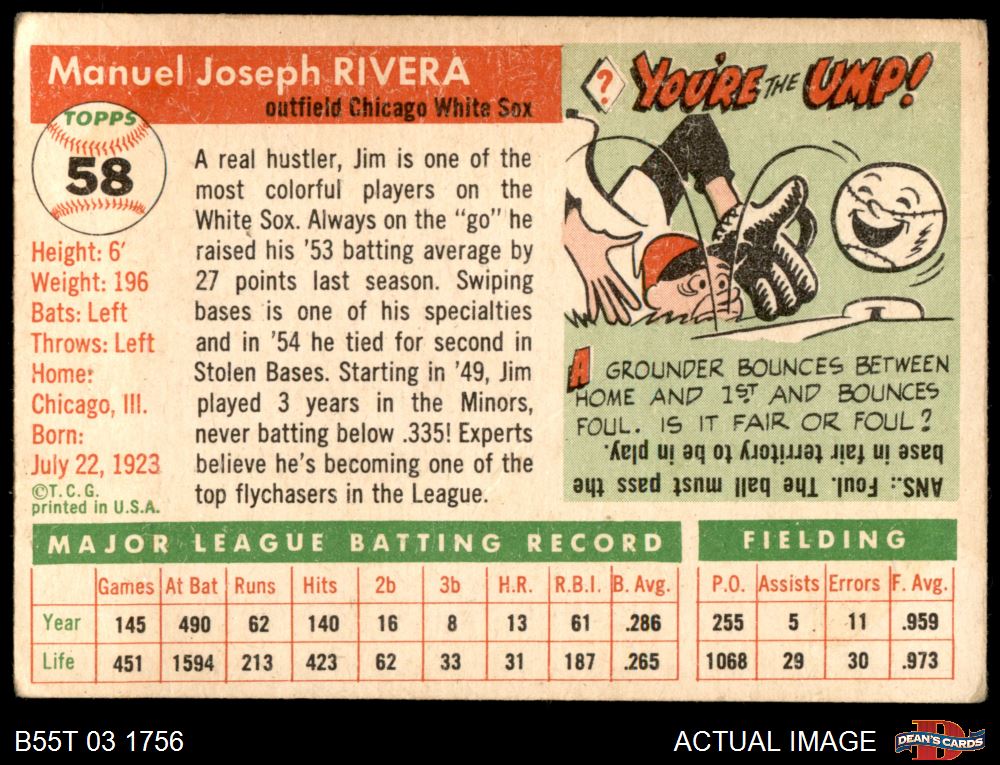 Manuel Joseph RIVERA
outfield Chicago White Sox
TOPPS
58
Height: 6'
Weight: 196
Bats: Left
Throws: Left
Home:
Chicago, Ill.
Born:
July 22, 1923
©T.C.G.
printed in U.S.A.
A real hustler, Jim is one of the
most colorful players on the
White Sox. Always on the "go" he
raised his '53 batting average by
27 points last season. Swiping
bases is one of his specialties
and in '54 he tied for second in
Stolen Bases. Starting in '49, Jim
played 3 years in the Minors,
never batting below .335! Experts
believe he's becoming one of the
top flychasers in the League.
? YOU'RE THE UMP!
A GROUNDER BOUNCES BETWEEN
HOME AND 1ST AND BOUNCES
FOUL. IS IT FAIR OR FOUL?
ANS.: Foul. The ball must pass the
base in fair territory to be in play.
MAJOR LEAGUE BATTING RECORD
Games At Bat Runs Hits 2b 3b H.R. R.B.I. B. Avg.
Year 145 490 62 140 16 8 13 61 .286
Life 451 1594 213 423 62 33 31 187 .265
FIELDING
P.O. Assists Errors F. Avg.
255 5 11 .959
1068 29 30 .973
B55T 03 1756
ACTUAL IMAGE
DEAN'S CARDS